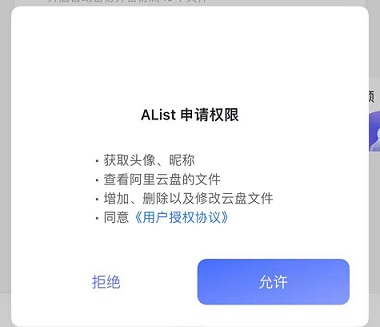 AList 申请权限
• 获取头像、昵称
• 查看阿里云盘的文件
• 增加、删除以及修改云盘文件
• 同意《用户授权协议》
拒绝
允许